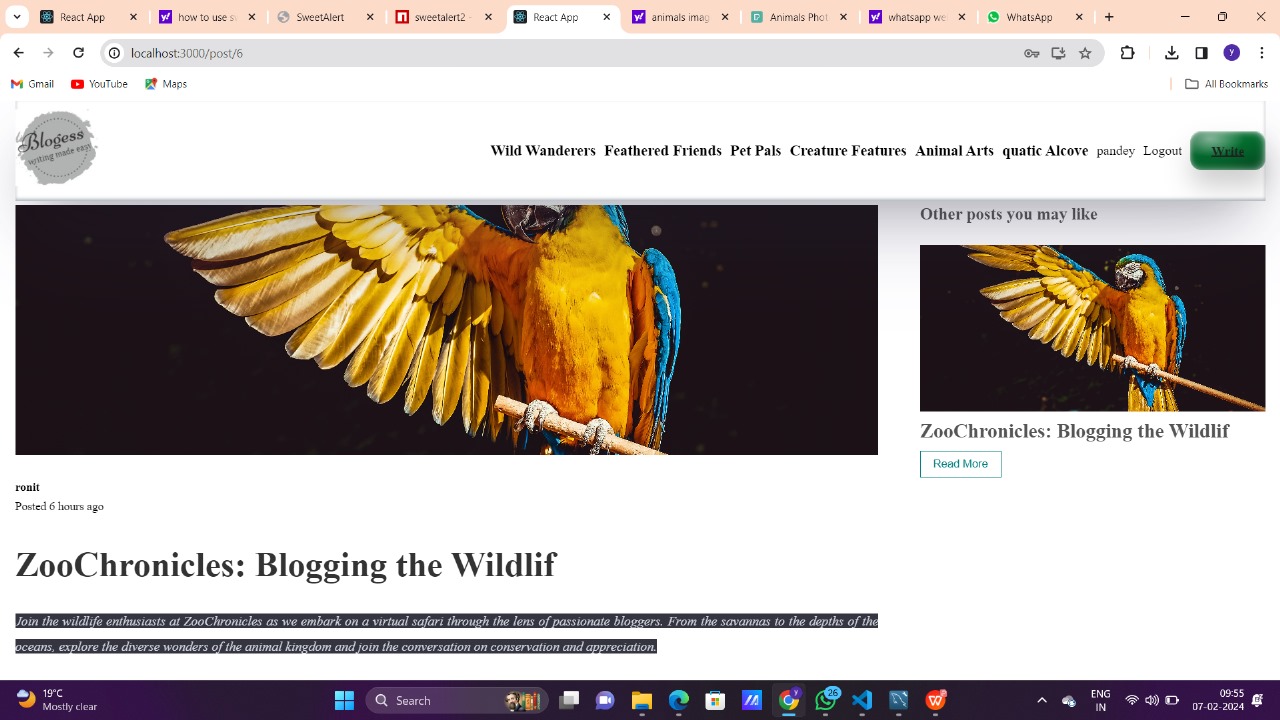 React App
how to use sw
SweetAlert
sweetalert2 -
React App
animals imag
Animals Phot
whatsapp we
WhatsApp
localhost:3000/post/6
y
Gmail
YouTube
Maps
All Bookmarks
Blogess
writing made easy
Wild Wanderers Feathered Friends Pet Pals Creature Features Animal Arts quatic Alcove pandey Logout Write
Other posts you may like
ZooChronicles: Blogging the Wildlif
Read More
ronit
Posted 6 hours ago
ZooChronicles: Blogging the Wildlif
Join the wildlife enthusiasts at ZooChronicles as we embark on a virtual safari through the lens of passionate bloggers. From the savannas to the depths of the
oceans, explore the diverse wonders of the animal kingdom and join the conversation on conservation and appreciation.
19°C
Mostly clear
Search
y
26
ENG
IN
09:55
07-02-2024